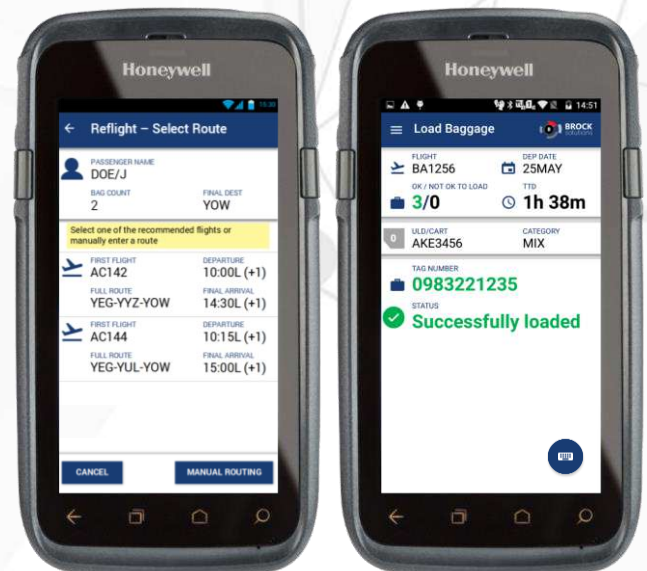 Honeywell
15:35
Reflight – Select Route
PASSENGER NAME
DOE/J
BAG COUNT
2
FINAL DEST
YOW
Select one of the recommended flights or
manually enter a route
FIRST FLIGHT
AC142
DEPARTURE
10:00L (+1)
FULL ROUTE
YEG-YYZ-YOW
FINAL ARRIVAL
14:30L (+1)
FIRST FLIGHT
AC144
DEPARTURE
10:15L (+1)
FULL ROUTE
YEG-YUL-YOW
FINAL ARRIVAL
15:00L (+1)
CANCEL
MANUAL ROUTING
Honeywell
14:51
Load Baggage
BROCK
solutions
FLIGHT
BA1256
DEP DATE
25MAY
OK / NOT OK TO LOAD
3/0
TTD
1h 38m
0
ULD/CART
AKE3456
CATEGORY
MIX
TAG NUMBER
0983221235
STATUS
Successfully loaded